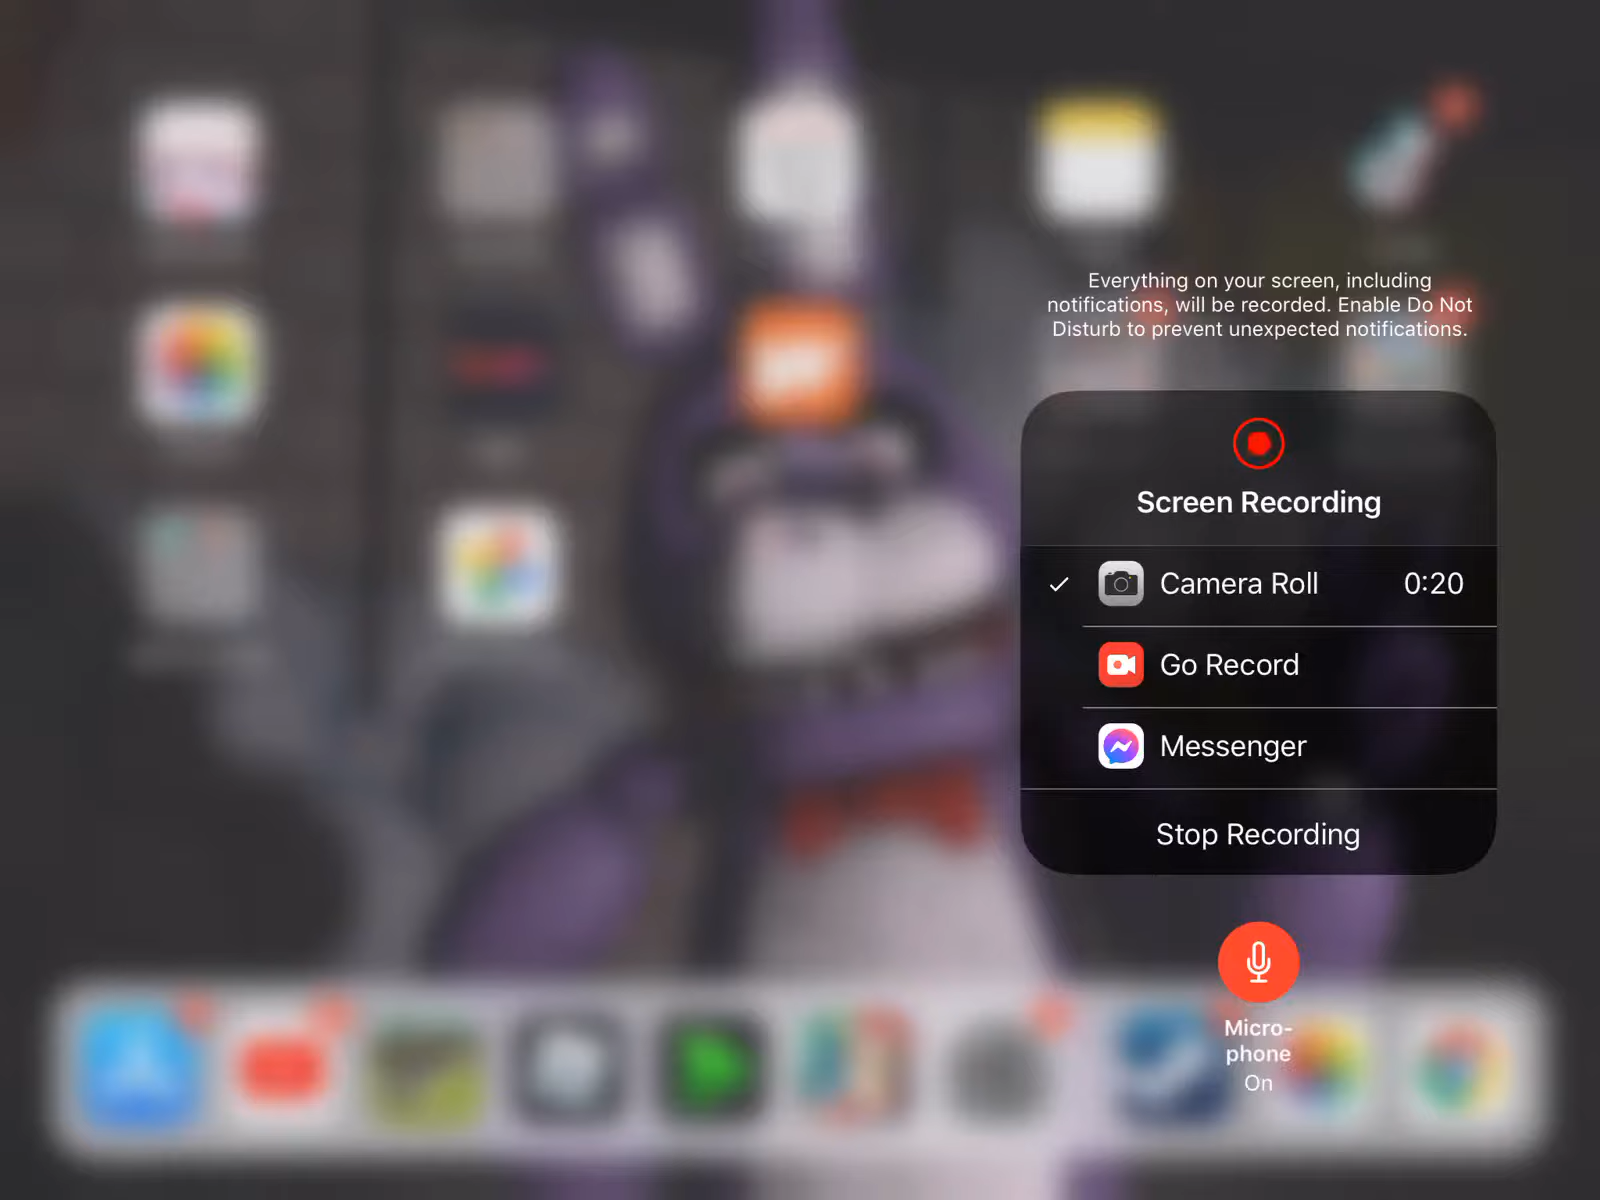 Everything on your screen, including
notifications, will be recorded. Enable Do Not
Disturb to prevent unexpected notifications.
Screen Recording
Camera Roll 0:20
Go Record
Messenger
Stop Recording
Micro-
phone
On